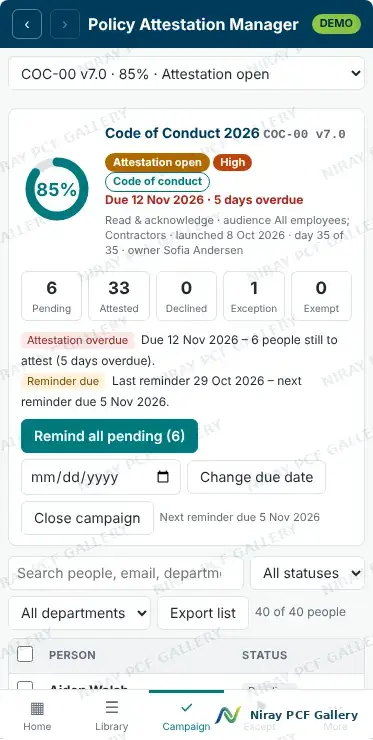 Policy Attestation Manager DEMO
COC-00 v7.0 · 85% · Attestation open
Code of Conduct 2026 COC-00 v7.0
Attestation open High
Code of conduct
85%
Due 12 Nov 2026 · 5 days overdue
Read & acknowledge · audience All employees;
Contractors · launched 8 Oct 2026 · day 35 of
35 · owner Sofia Andersen
6 33 0 1 0
Pending Attested Declined Exception Exempt
Attestation overdue Due 12 Nov 2026 – 6 people still to
attest (5 days overdue).
Reminder due Last reminder 29 Oct 2026 – next
reminder due 5 Nov 2026.
Remind all pending (6)
mm/dd/yyyy Change due date
Close campaign Next reminder due 5 Nov 2026
Search people, email, departm All statuses
All departments Export list 40 of 40 people
PERSON STATUS
Aiden Walsh Pending
Home Library Campaign Except More
Niray PCF Gallery
NIRAY PCF GALLERY